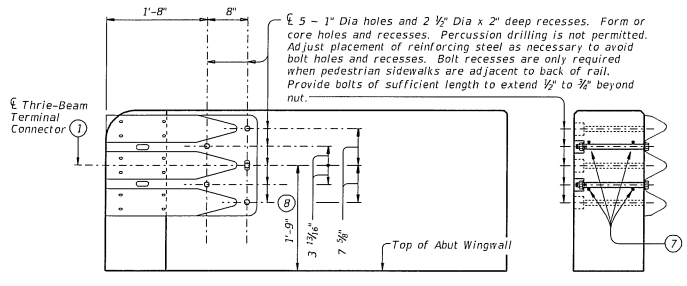 1'-8"
8"
℄ 5 ~ 1" Dia holes and 2 ½" Dia x 2" deep recesses. Form or
core holes and recesses. Percussion drilling is not permitted.
Adjust placement of reinforcing steel as necessary to avoid
bolt holes and recesses. Bolt recesses are only required
when pedestrian sidewalks are adjacent to back of rail.
Provide bolts of sufficient length to extend ½" to ¾" beyond
nut.
℄ Thrie-Beam
Terminal
Connector 1
8
1'-9"
3 13/16"
7 5/8"
Top of Abut Wingwall
7